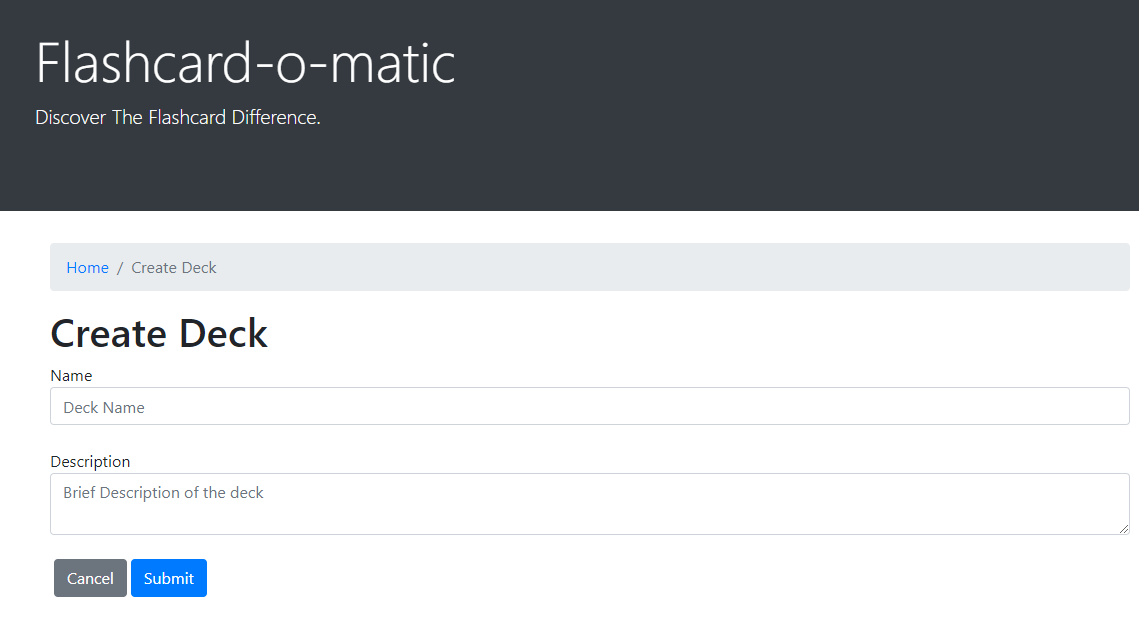 Flashcard-o-matic
Discover The Flashcard Difference.
Home / Create Deck
Create Deck
Name
Deck Name
Description
Brief Description of the deck
Cancel Submit